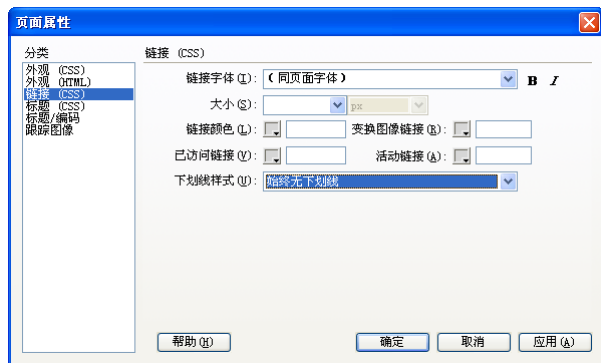 页面属性
分类
外观 (CSS)
外观 (HTML)
链接 (CSS)
标题 (CSS)
标题/编码
跟踪图像
链接 (CSS)
链接字体(I): (同页面字体) B I
大小(S): px
链接颜色(L): 变换图像链接(R):
已访问链接(V): 活动链接(A):
下划线样式(U): 始终无下划线
帮助(H) 确定 取消 应用(A)